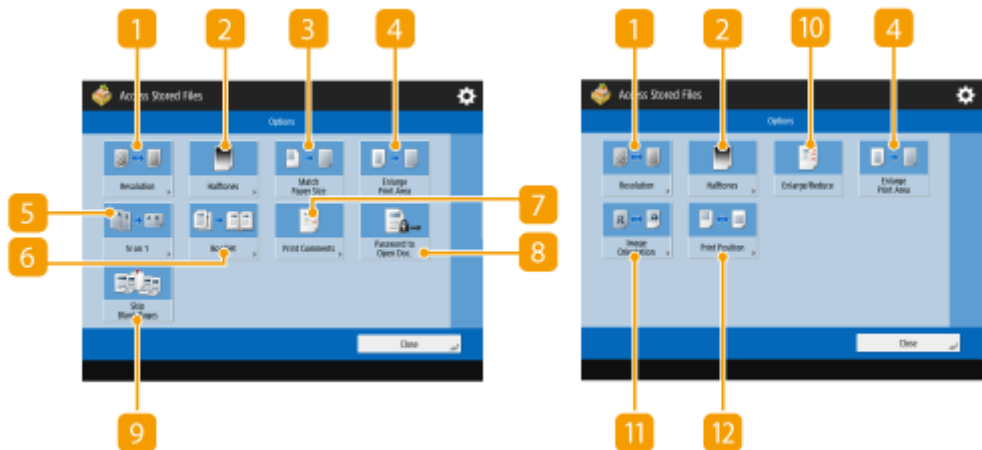 1 2 3 4
Access Stored Files
Options
Resolution Halftones Match Enlarge
Paper Size Print Area
5 7
N on 1 Booklet Print Comments Password to
Open Doc.
6 8
Skip
Blank Pages
Close
9
1 2 10 4
Access Stored Files
Options
Resolution Halftones Enlarge/Reduce Enlarge
Print Area
Image Print Position
Orientation
Close
11 12